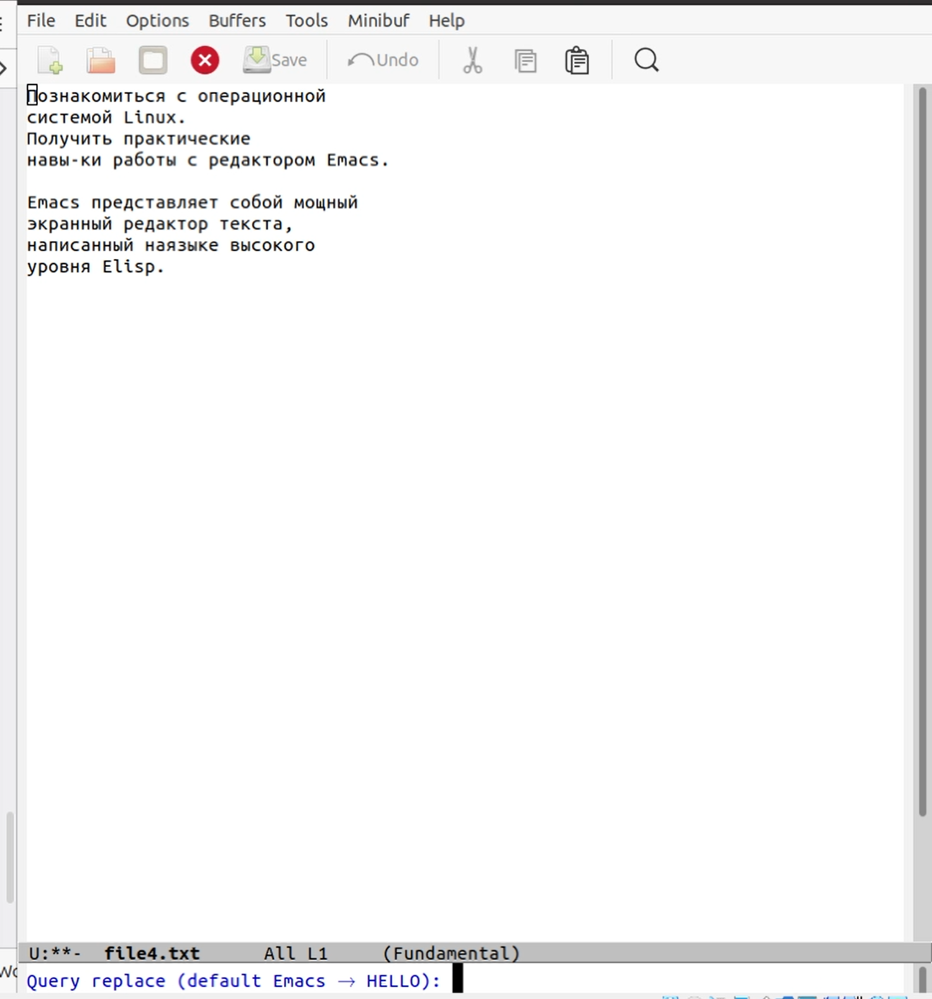 File Edit Options Buffers Tools Minibuf Help
Save Undo
Познакомиться с операционной
системой Linux.
Получить практические
навы-ки работы с редактором Emacs.
Emacs представляет собой мощный
экранный редактор текста,
написанный наязыке высокого
уровня Elisp.
U:**- file4.txt All L1 (Fundamental)
Query replace (default Emacs → HELLO):